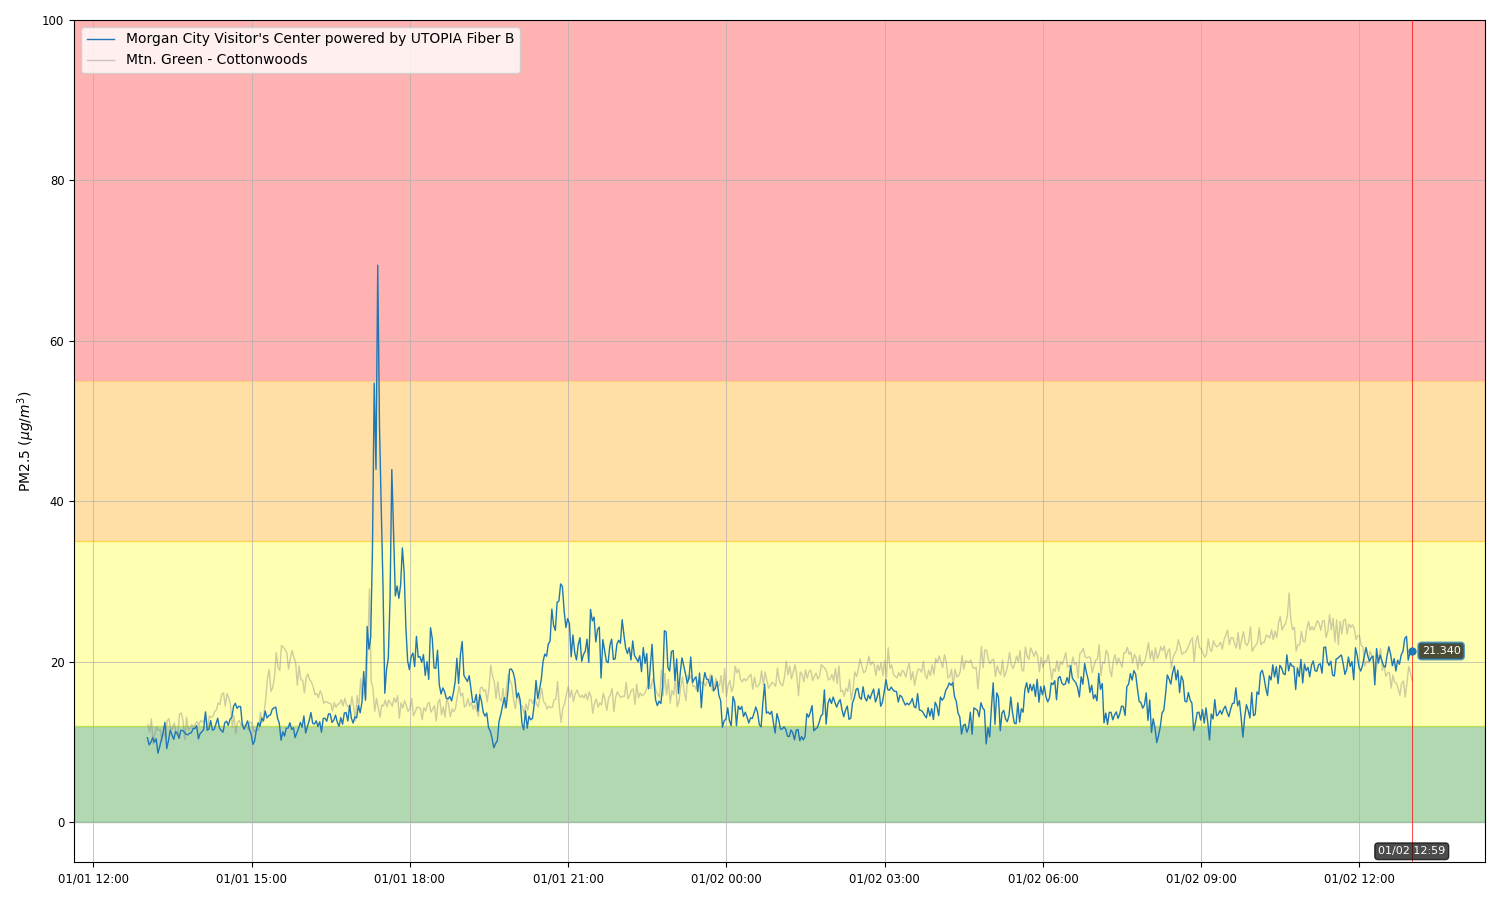 100
Morgan City Visitor's Center powered by UTOPIA Fiber B
Mtn. Green - Cottonwoods
80
60
PM2.5 (μg/m³)
40
20
21.340
0
01/02 12:59
01/01 12:00 01/01 15:00 01/01 18:00 01/01 21:00 01/02 00:00 01/02 03:00 01/02 06:00 01/02 09:00 01/02 12:00